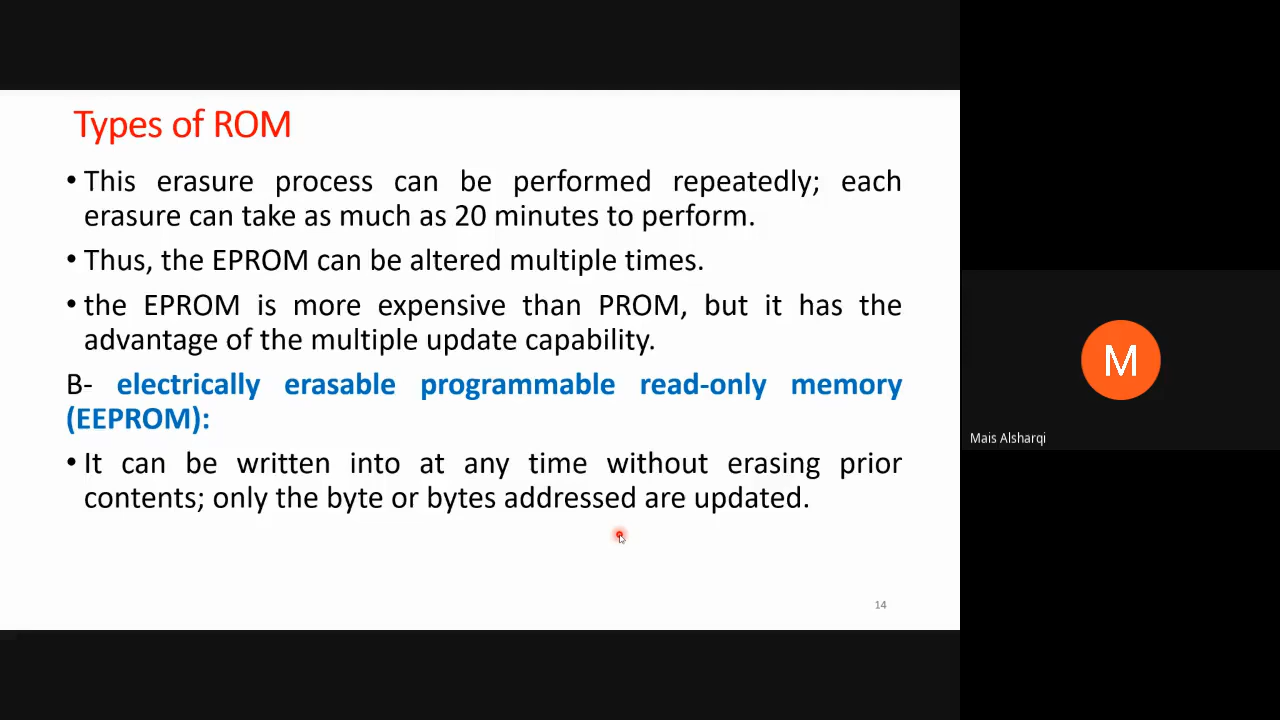 Types of ROM
• This erasure process can be performed repeatedly; each
erasure can take as much as 20 minutes to perform.
• Thus, the EPROM can be altered multiple times.
• the EPROM is more expensive than PROM, but it has the
advantage of the multiple update capability.
B- electrically erasable programmable read-only memory
(EEPROM):
• It can be written into at any time without erasing prior
contents; only the byte or bytes addressed are updated.
14
M
Mais Alsharqi